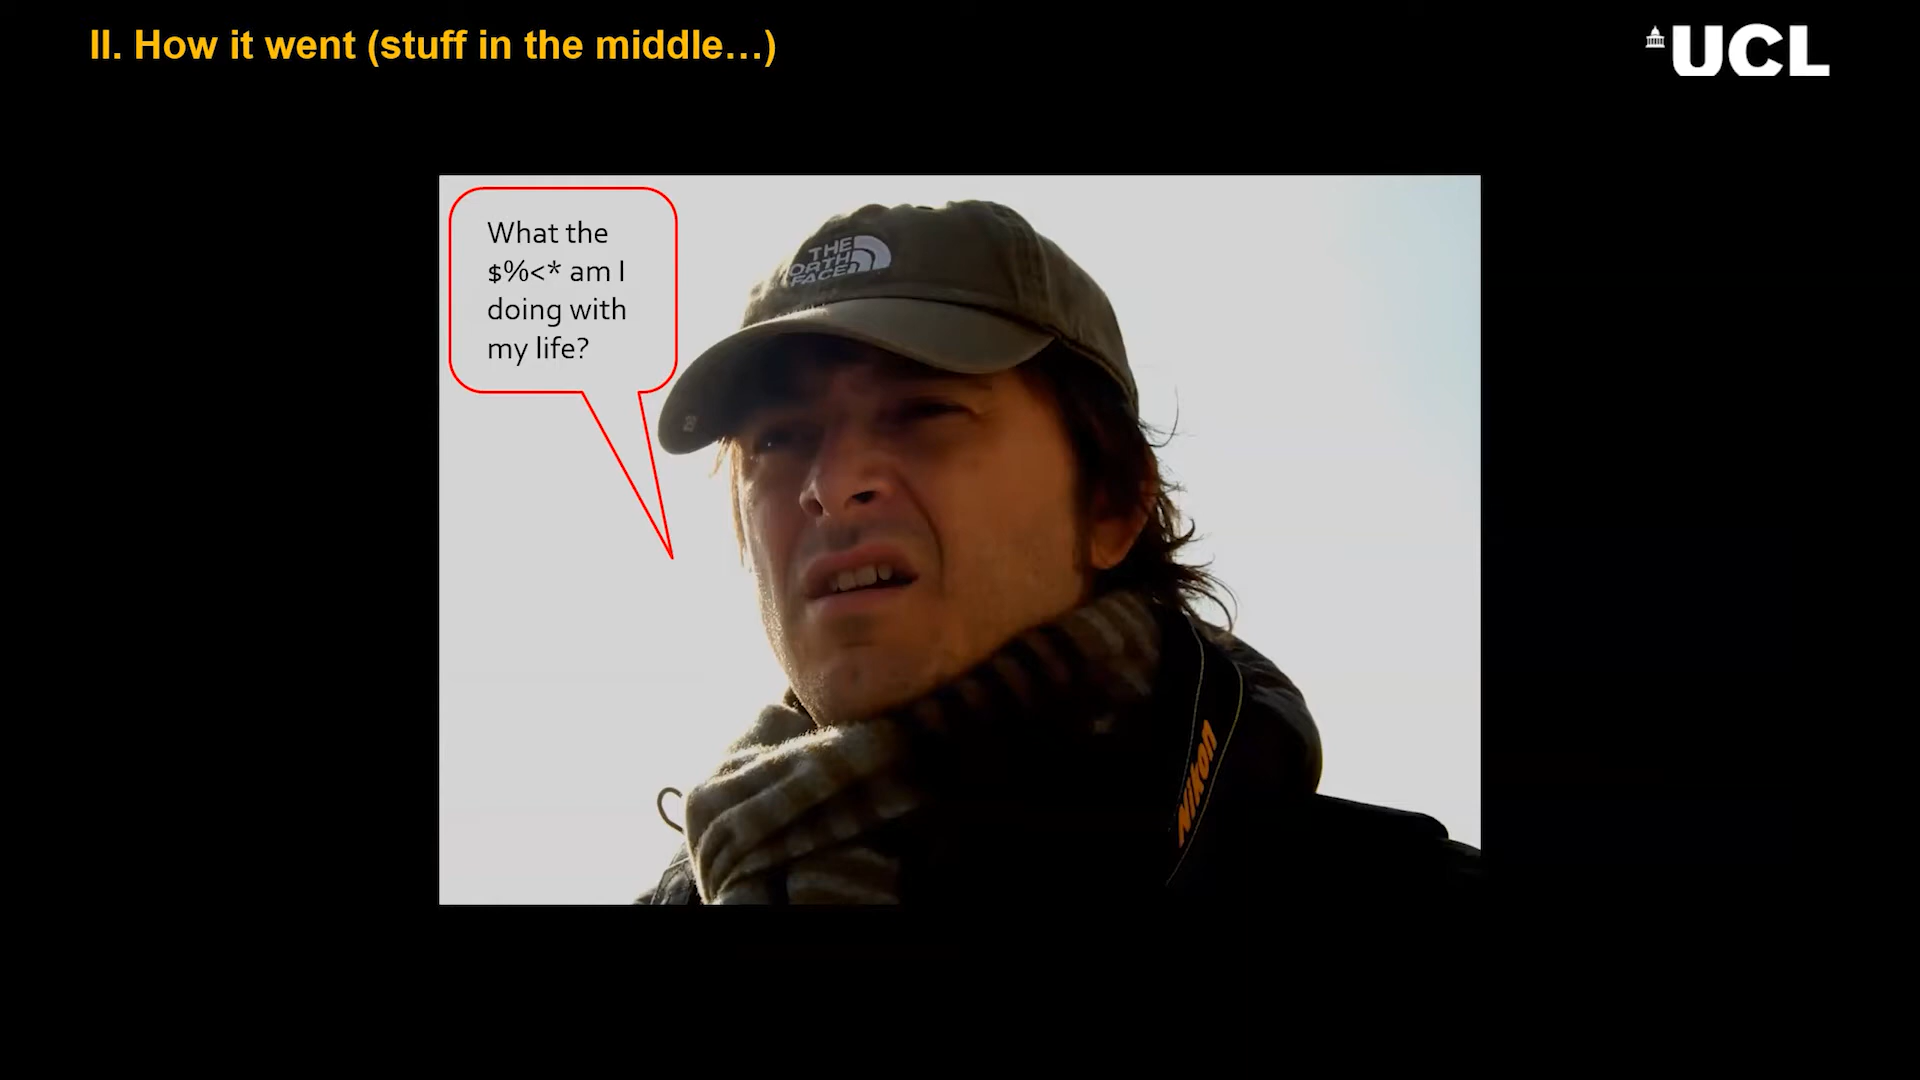 II. How it went (stuff in the middle…)
UCL
What the
$%<* am I
doing with
my life?
THE
NORTH
FACE
Nikon